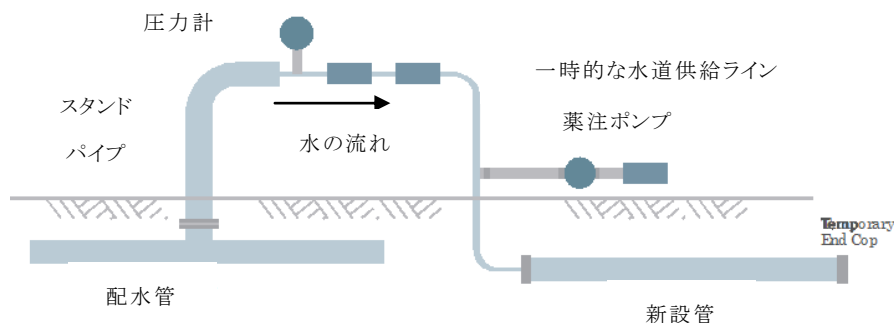 圧力計
一時的な水道供給ライン
スタンド
パイプ
薬注ポンプ
水の流れ
Temporary
End Cop
配水管
新設管